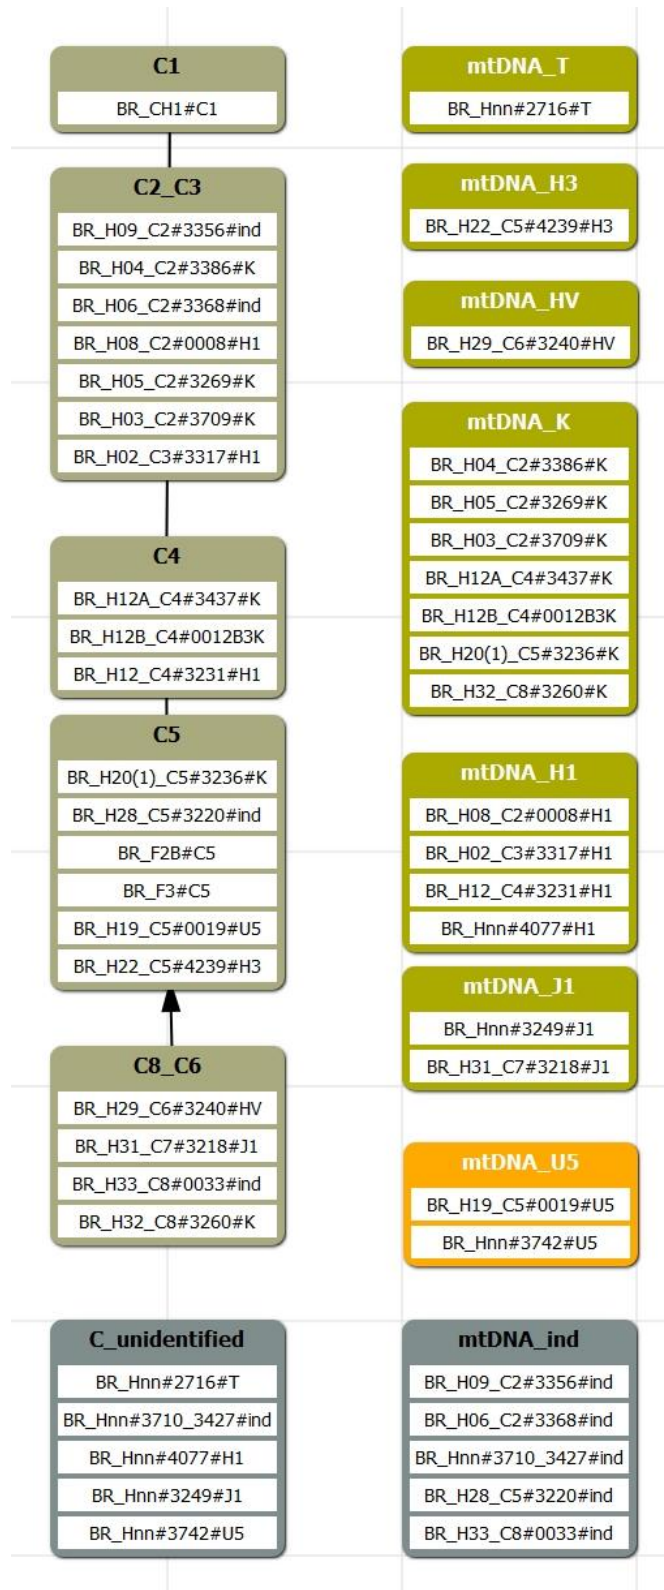 C1
BR_CH1#C1
C2_C3
BR_H09_C2#3356#ind
BR_H04_C2#3386#K
BR_H06_C2#3368#ind
BR_H08_C2#0008#H1
BR_H05_C2#3269#K
BR_H03_C2#3709#K
BR_H02_C3#3317#H1
C4
BR_H12A_C4#3437#K
BR_H12B_C4#0012B3K
BR_H12_C4#3231#H1
C5
BR_H20(1)_C5#3236#K
BR_H28_C5#3220#ind
BR_F2B#C5
BR_F3#C5
BR_H19_C5#0019#U5
BR_H22_C5#4239#H3
C8_C6
BR_H29_C6#3240#HV
BR_H31_C7#3218#J1
BR_H33_C8#0033#ind
BR_H32_C8#3260#K
C_unidentified
BR_Hnn#2716#T
BR_Hnn#3710_3427#ind
BR_Hnn#4077#H1
BR_Hnn#3249#J1
BR_Hnn#3742#U5
mtDNA_T
BR_Hnn#2716#T
mtDNA_H3
BR_H22_C5#4239#H3
mtDNA_HV
BR_H29_C6#3240#HV
mtDNA_K
BR_H04_C2#3386#K
BR_H05_C2#3269#K
BR_H03_C2#3709#K
BR_H12A_C4#3437#K
BR_H12B_C4#0012B3K
BR_H20(1)_C5#3236#K
BR_H32_C8#3260#K
mtDNA_H1
BR_H08_C2#0008#H1
BR_H02_C3#3317#H1
BR_H12_C4#3231#H1
BR_Hnn#4077#H1
mtDNA_J1
BR_Hnn#3249#J1
BR_H31_C7#3218#J1
mtDNA_U5
BR_H19_C5#0019#U5
BR_Hnn#3742#U5
mtDNA_ind
BR_H09_C2#3356#ind
BR_H06_C2#3368#ind
BR_Hnn#3710_3427#ind
BR_H28_C5#3220#ind
BR_H33_C8#0033#ind